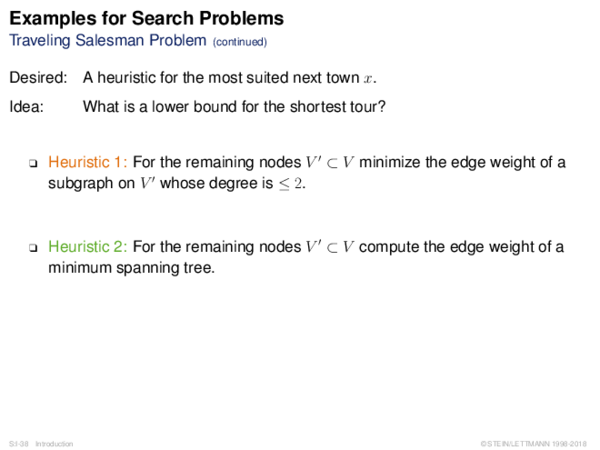 Examples for Search Problems
Traveling Salesman Problem (continued)
Desired: A heuristic for the most suited next town x.
Idea: What is a lower bound for the shortest tour?
❑ Heuristic 1: For the remaining nodes V′ ⊂ V minimize the edge weight of a
subgraph on V′ whose degree is ≤ 2.
❑ Heuristic 2: For the remaining nodes V′ ⊂ V compute the edge weight of a
minimum spanning tree.
S:I-38 Introduction ©STEIN/LETTMANN 1998-2018